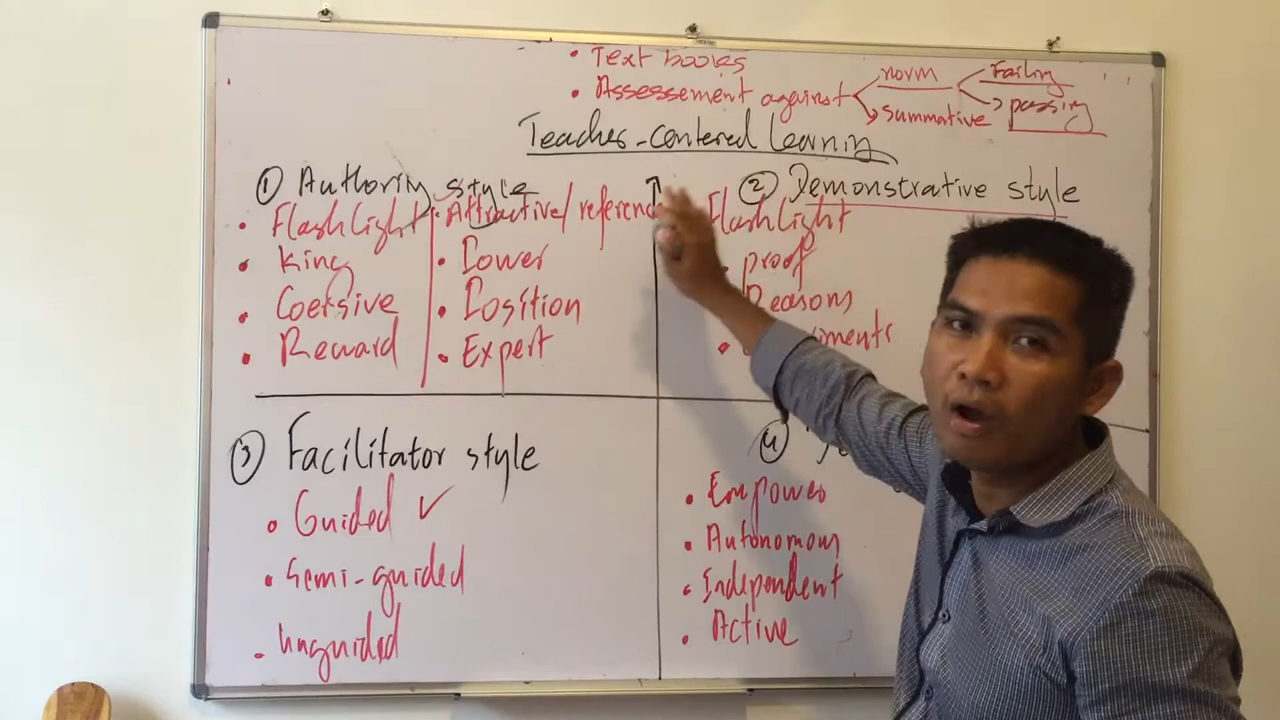 • Text books
• Assessement against norm Failing
summative passing
Teacher-centered Learning
① Authority style
• FlashLight • Attractive/ referenc
• King • Power
• Coersive • Position
• Reward • Expert
② Demonstrative style
FlashLight
• proof
Reasons
•
③ Facilitator style
• Guided ✓
• Semi-guided
• unguided
④
• Empower
• Autonomous
• Independent
• Active